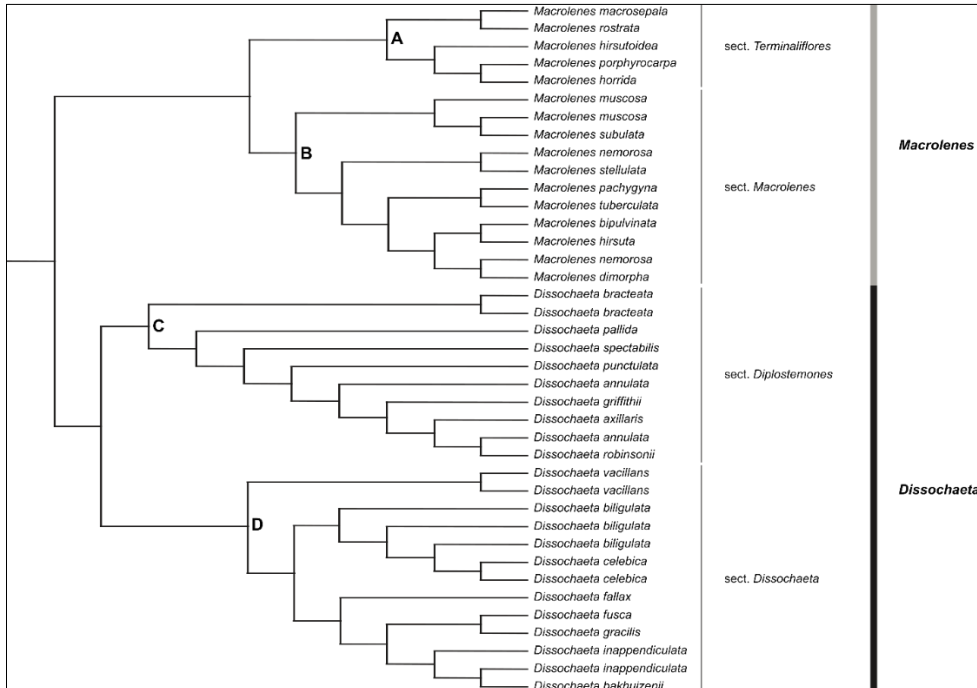 Macrolenes macrosepala
Macrolenes rostrata
A
Macrolenes hirsutoidea
sect. Terminaliflores
Macrolenes porphyrocarpa
Macrolenes horrida
Macrolenes muscosa
Macrolenes muscosa
Macrolenes subulata
Macrolenes
B
Macrolenes nemorosa
Macrolenes stellulata
Macrolenes pachygyna
sect. Macrolenes
Macrolenes tuberculata
Macrolenes bipulvinata
Macrolenes hirsuta
Macrolenes nemorosa
Macrolenes dimorpha
Dissochaeta bracteata
Dissochaeta bracteata
C
Dissochaeta pallida
Dissochaeta spectabilis
Dissochaeta punctulata
sect. Diplostemones
Dissochaeta annulata
Dissochaeta griffithii
Dissochaeta axillaris
Dissochaeta annulata
Dissochaeta robinsonii
Dissochaeta vacillans
Dissochaeta vacillans
Dissochaeta
Dissochaeta biligulata
D
Dissochaeta biligulata
Dissochaeta biligulata
Dissochaeta celebica
Dissochaeta celebica
sect. Dissochaeta
Dissochaeta fallax
Dissochaeta fusca
Dissochaeta gracilis
Dissochaeta inappendiculata
Dissochaeta inappendiculata
Dissochaeta bakhuizenii